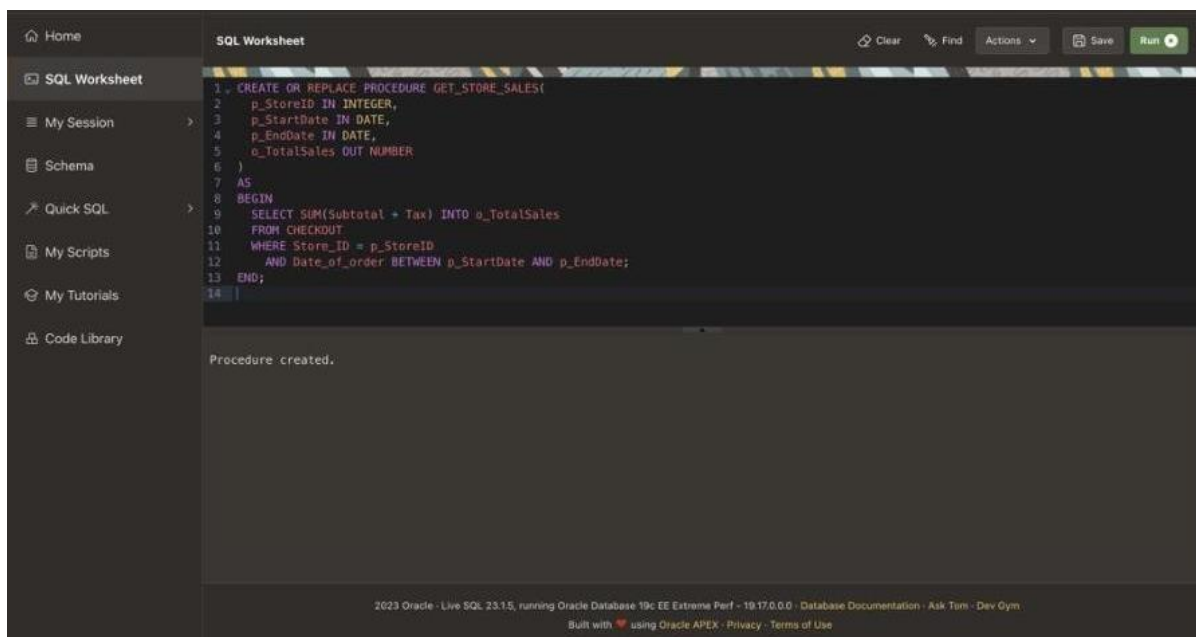 Home
SQL Worksheet
My Session
Schema
Quick SQL
My Scripts
My Tutorials
Code Library
SQL Worksheet
Clear Find Actions Save Run
1 CREATE OR REPLACE PROCEDURE GET_STORE_SALES(
2 p_StoreID IN INTEGER,
3 p_StartDate IN DATE,
4 p_EndDate IN DATE,
5 o_TotalSales OUT NUMBER
6 )
7 AS
8 BEGIN
9 SELECT SUM(Subtotal + Tax) INTO o_TotalSales
10 FROM CHECKOUT
11 WHERE Store_ID = p_StoreID
12 AND Date_of_order BETWEEN p_StartDate AND p_EndDate;
13 END;
14
Procedure created.
2023 Oracle · Live SQL 23.1.5, running Oracle Database 19c EE Extreme Perf - 19.17.0.0.0 · Database Documentation · Ask Tom · Dev Gym
Built with ❤ using Oracle APEX · Privacy · Terms of Use